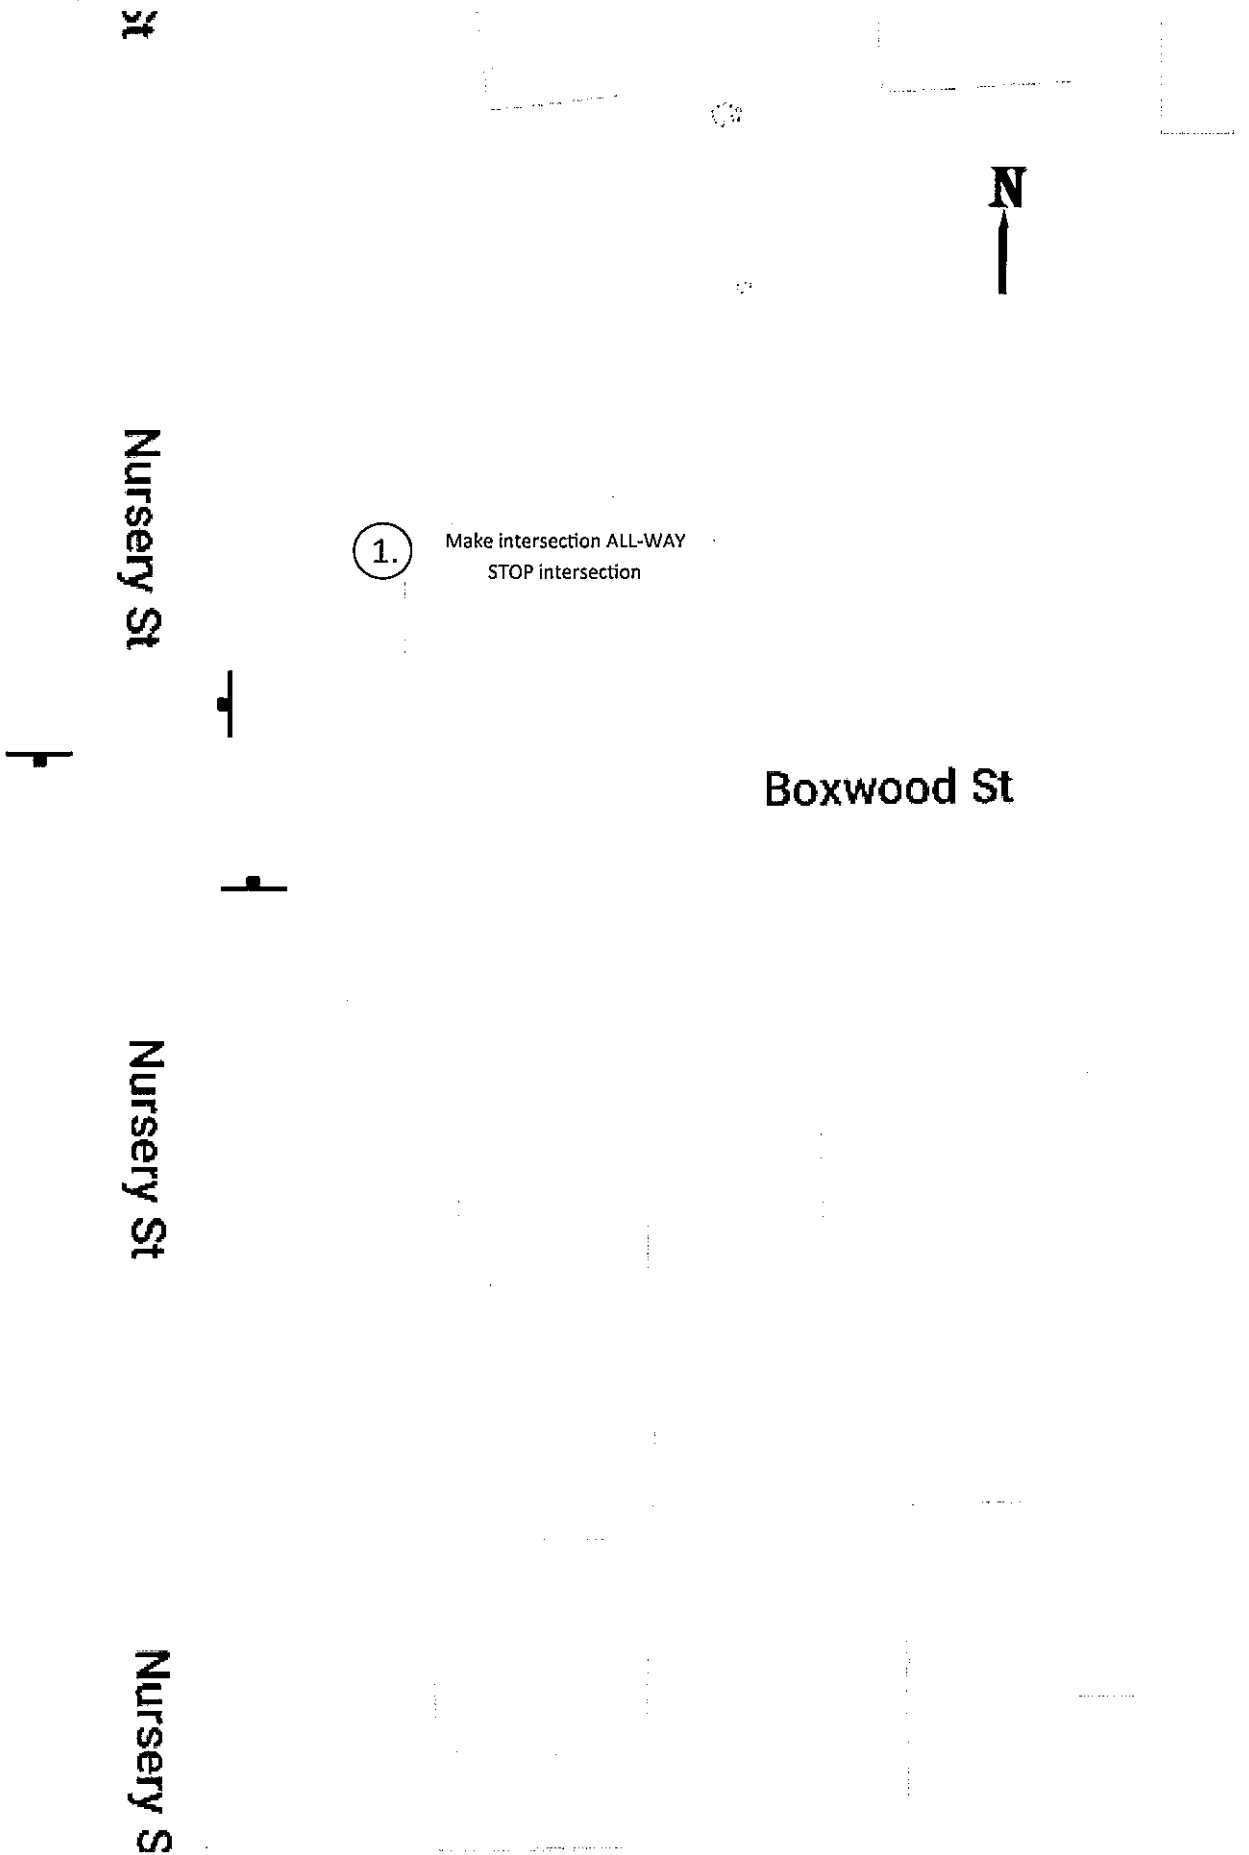 St
N
Nursery St
1.
Make intersection ALL-WAY
STOP intersection
Boxwood St
Nursery St
Nursery S